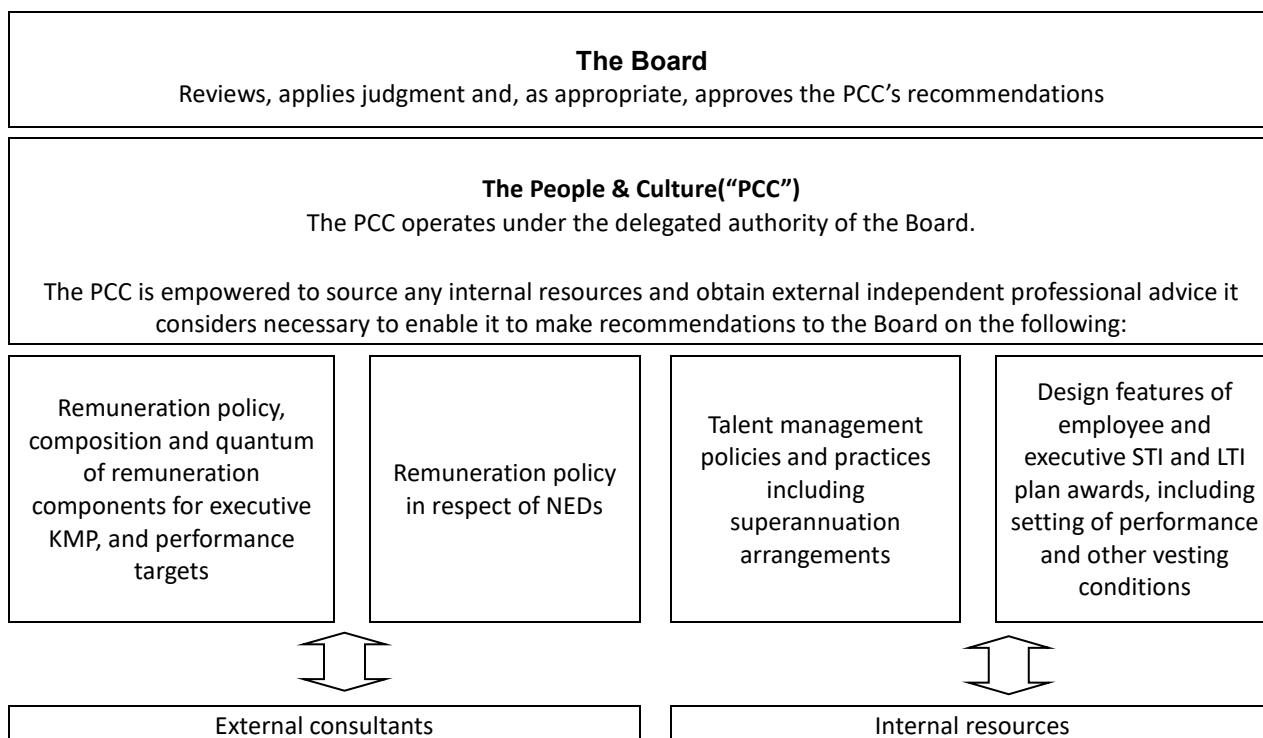 The Board
Reviews, applies judgment and, as appropriate, approves the PCC’s recommendations
The People & Culture(“PCC”)
The PCC operates under the delegated authority of the Board.
The PCC is empowered to source any internal resources and obtain external independent professional advice it
considers necessary to enable it to make recommendations to the Board on the following:
Remuneration policy,
composition and quantum
of remuneration
components for executive
KMP, and performance
targets
Remuneration policy
in respect of NEDs
Talent management
policies and practices
including
superannuation
arrangements
Design features of
employee and
executive STI and LTI
plan awards, including
setting of performance
and other vesting
conditions
External consultants
Internal resources